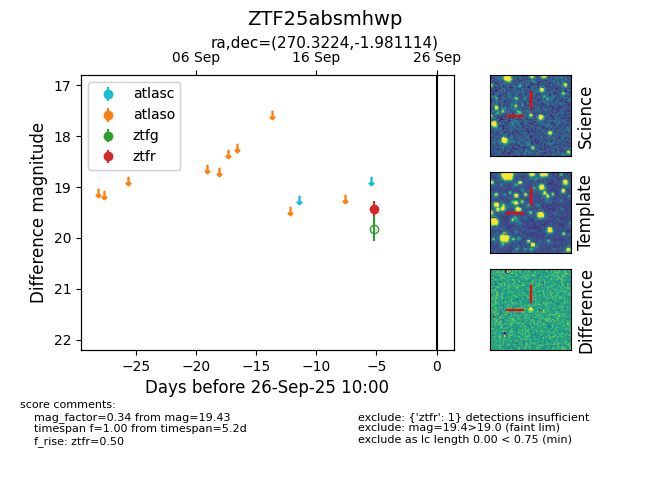 ZTF25absmhwp
ra,dec=(270.3224,-1.981114)
06 Sep 16 Sep 26 Sep
atlasc
atlaso
ztfg
ztfr
17
18
19
20
21
22
Difference magnitude
−25 −20 −15 −10 −5 0
Days before 26-Sep-25 10:00
Science
Template
Difference
score comments:
mag_factor=0.34 from mag=19.43
timespan f=1.00 from timespan=5.2d
f_rise: ztfr=0.50
exclude: {'ztfr': 1} detections insufficient
exclude: mag=19.4>19.0 (faint lim)
exclude as lc length 0.00 < 0.75 (min)